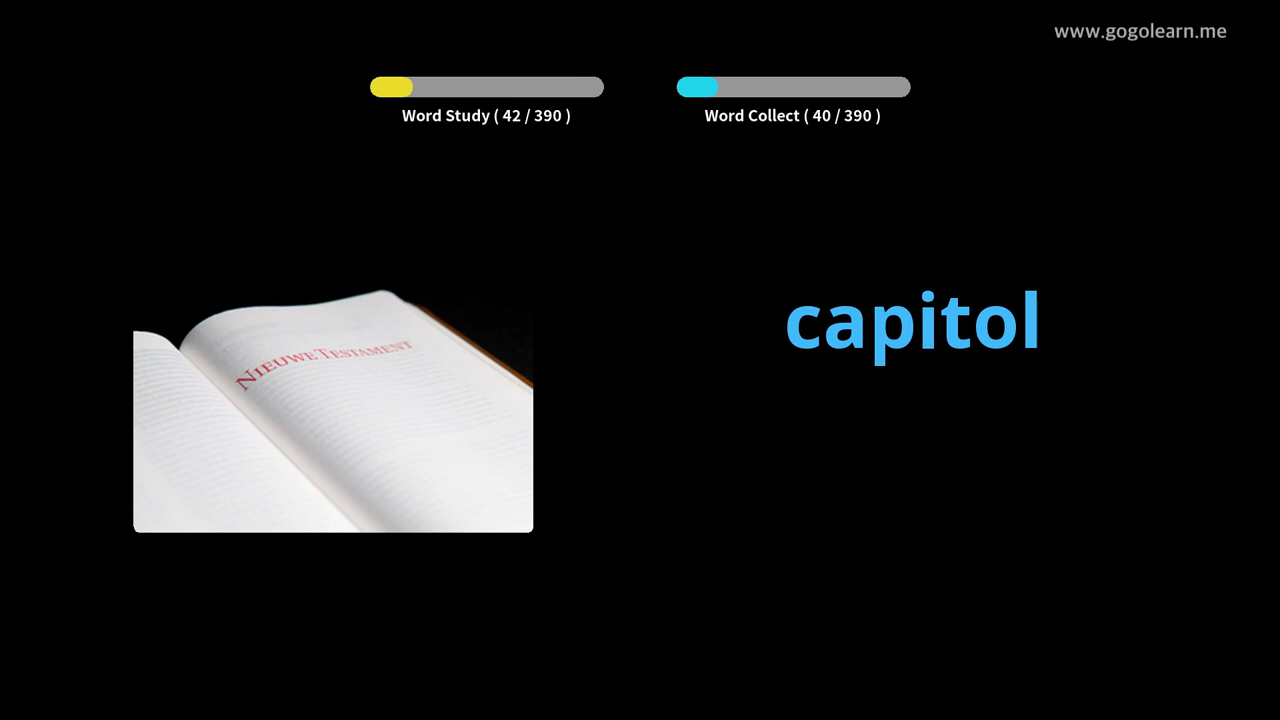 www.gogolearn.me
Word Study ( 42 / 390 )
Word Collect ( 40 / 390 )
NIEUWE TESTAMENT
capitol